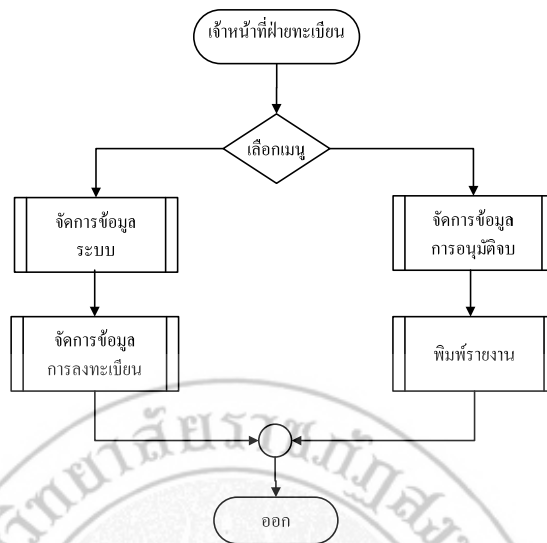 เจ้าหน้าที่ฝ่ายทะเบียน
เลือกเมนู
จัดการข้อมูล
ระบบ
จัดการข้อมูล
การอนุมัติจบ
จัดการข้อมูล
การลงทะเบียน
พิมพ์รายงาน
ออก